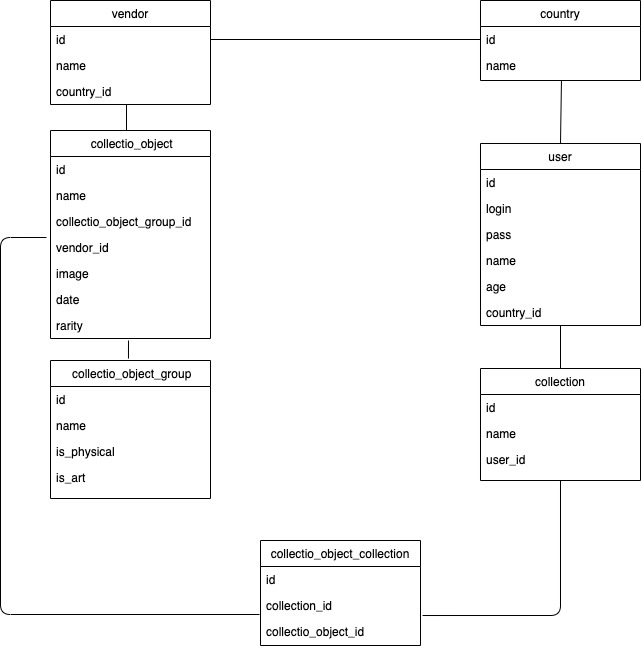 vendor
id
name
country_id
country
id
name
collectio_object
id
name
collectio_object_group_id
vendor_id
image
date
rarity
user
id
login
pass
name
age
country_id
collectio_object_group
id
name
is_physical
is_art
collection
id
name
user_id
collectio_object_collection
id
collection_id
collectio_object_id